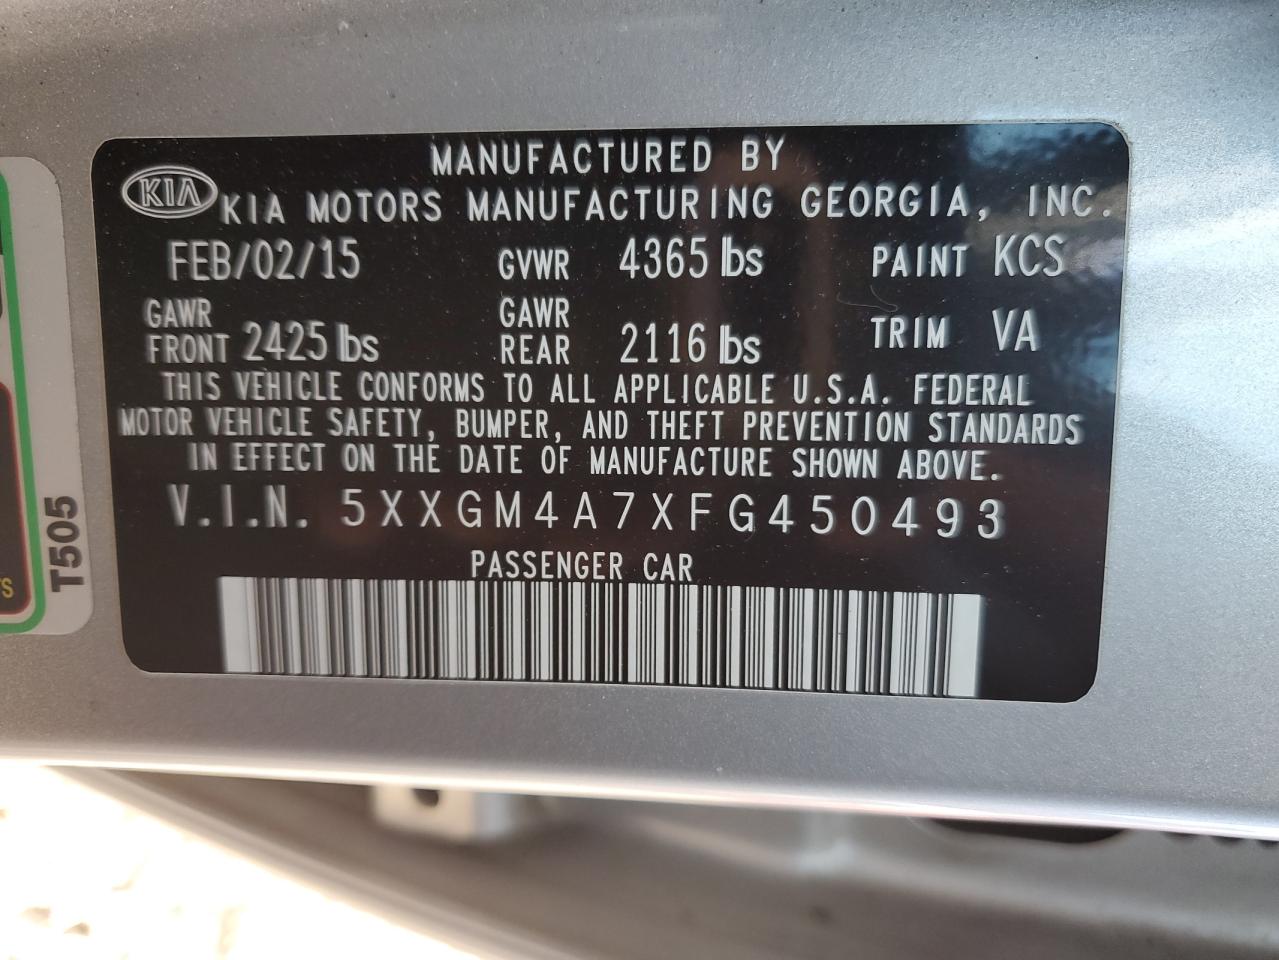 MANUFACTURED BY
KIA KIA MOTORS MANUFACTURING GEORGIA, INC.
FEB/02/15 GVWR 4365 lbs PAINT KCS
GAWR FRONT 2425 lbs GAWR REAR 2116 lbs TRIM VA
THIS VEHICLE CONFORMS TO ALL APPLICABLE U.S.A. FEDERAL
MOTOR VEHICLE SAFETY, BUMPER, AND THEFT PREVENTION STANDARDS
IN EFFECT ON THE DATE OF MANUFACTURE SHOWN ABOVE.
V.I.N. 5XXGM4A7XFG450493
PASSENGER CAR
T505